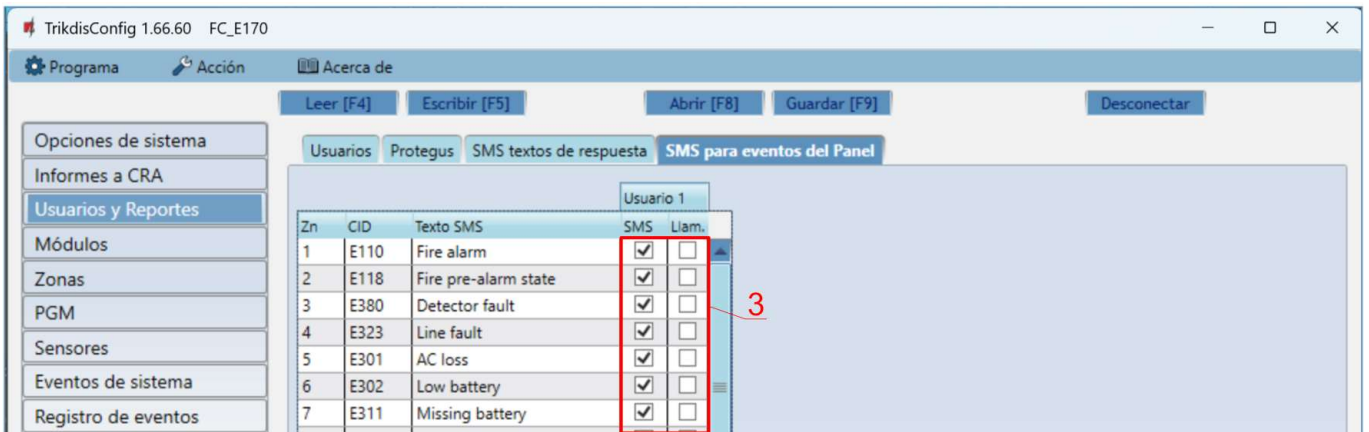 TrikdisConfig 1.66.60 FC_E170
Programa Acción Acerca de
Leer [F4] Escribir [F5] Abrir [F8] Guardar [F9] Desconectar
Opciones de sistema
Informes a CRA
Usuarios y Reportes
Módulos
Zonas
PGM
Sensores
Eventos de sistema
Registro de eventos
Usuarios Protegus SMS textos de respuesta SMS para eventos del Panel
Usuario 1
Zn CID Texto SMS SMS Llam.
1 E110 Fire alarm
2 E118 Fire pre-alarm state
3 E380 Detector fault
4 E323 Line fault
5 E301 AC loss
6 E302 Low battery
7 E311 Missing battery
3